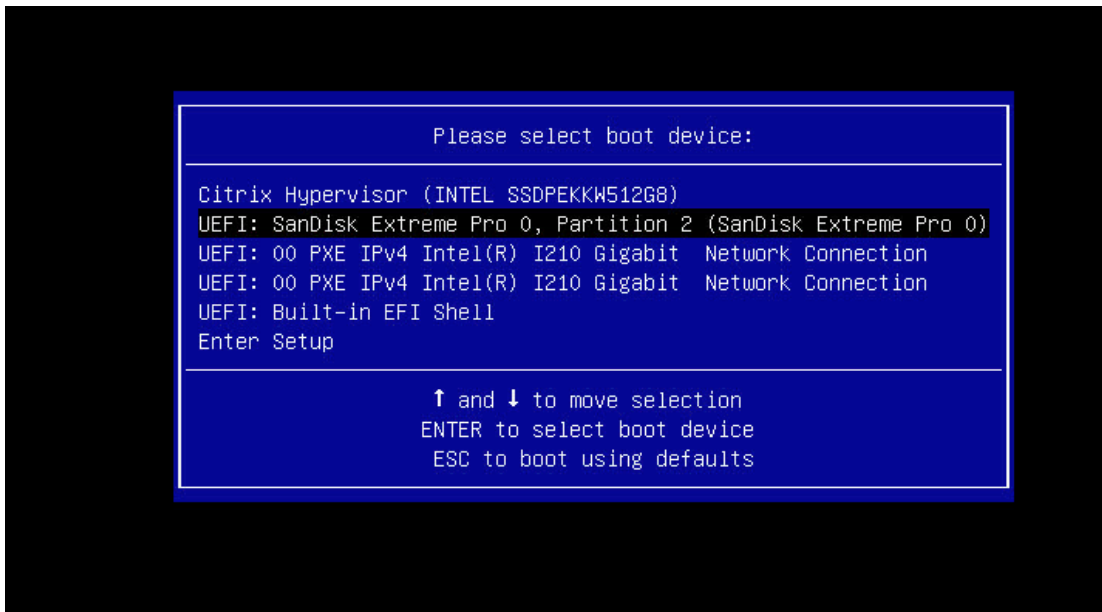 Please select boot device:
Citrix Hypervisor (INTEL SSDPEKKW512G8)
UEFI: SanDisk Extreme Pro 0, Partition 2 (SanDisk Extreme Pro 0)
UEFI: 00 PXE IPv4 Intel(R) I210 Gigabit  Network Connection
UEFI: 00 PXE IPv4 Intel(R) I210 Gigabit  Network Connection
UEFI: Built-in EFI Shell
Enter Setup
↑ and ↓ to move selection
ENTER to select boot device
ESC to boot using defaults